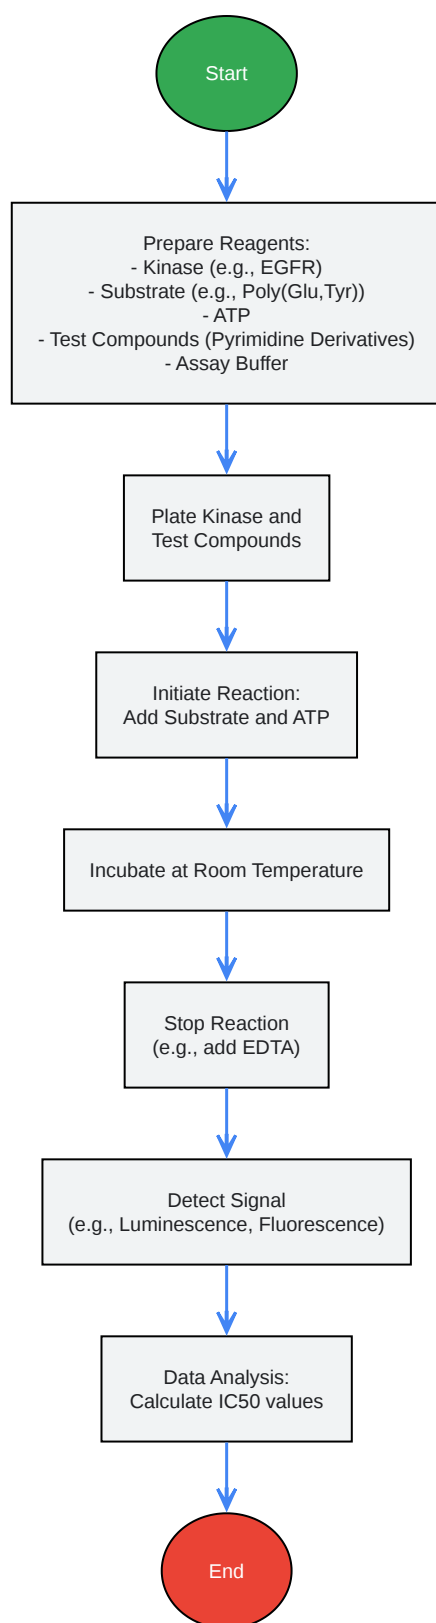 Start
Prepare Reagents:
- Kinase (e.g., EGFR)
- Substrate (e.g., Poly(Glu,Tyr))
- ATP
- Test Compounds (Pyrimidine Derivatives)
- Assay Buffer
Plate Kinase and
Test Compounds
Initiate Reaction:
Add Substrate and ATP
Incubate at Room Temperature
Stop Reaction
(e.g., add EDTA)
Detect Signal
(e.g., Luminescence, Fluorescence)
Data Analysis:
Calculate IC50 values
End